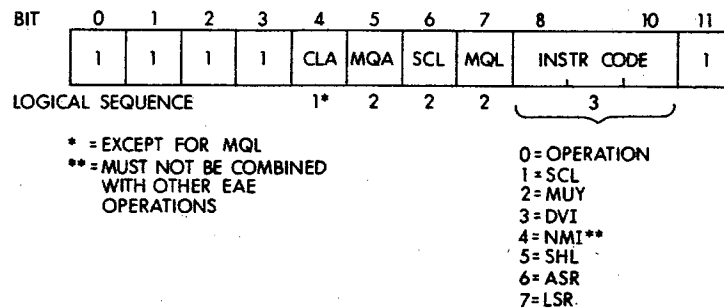 BIT 0 1 2 3 4 5 6 7 8 10 11
1 1 1 1 CLA MQA SCL MQL INSTR CODE 1
LOGICAL SEQUENCE 1* 2 2 2 3
* = EXCEPT FOR MQL
** = MUST NOT BE COMBINED
WITH OTHER EAE
OPERATIONS
0 = OPERATION
1 = SCL
2 = MUY
3 = DVI
4 = NMI**
5 = SHL
6 = ASR
7 = LSR